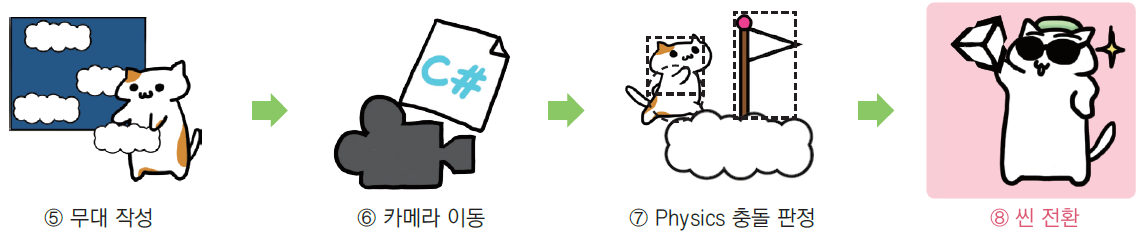 C#
⑤ 무대 작성
⑥ 카메라 이동
⑦ Physics 충돌 판정
⑧ 씬 전환